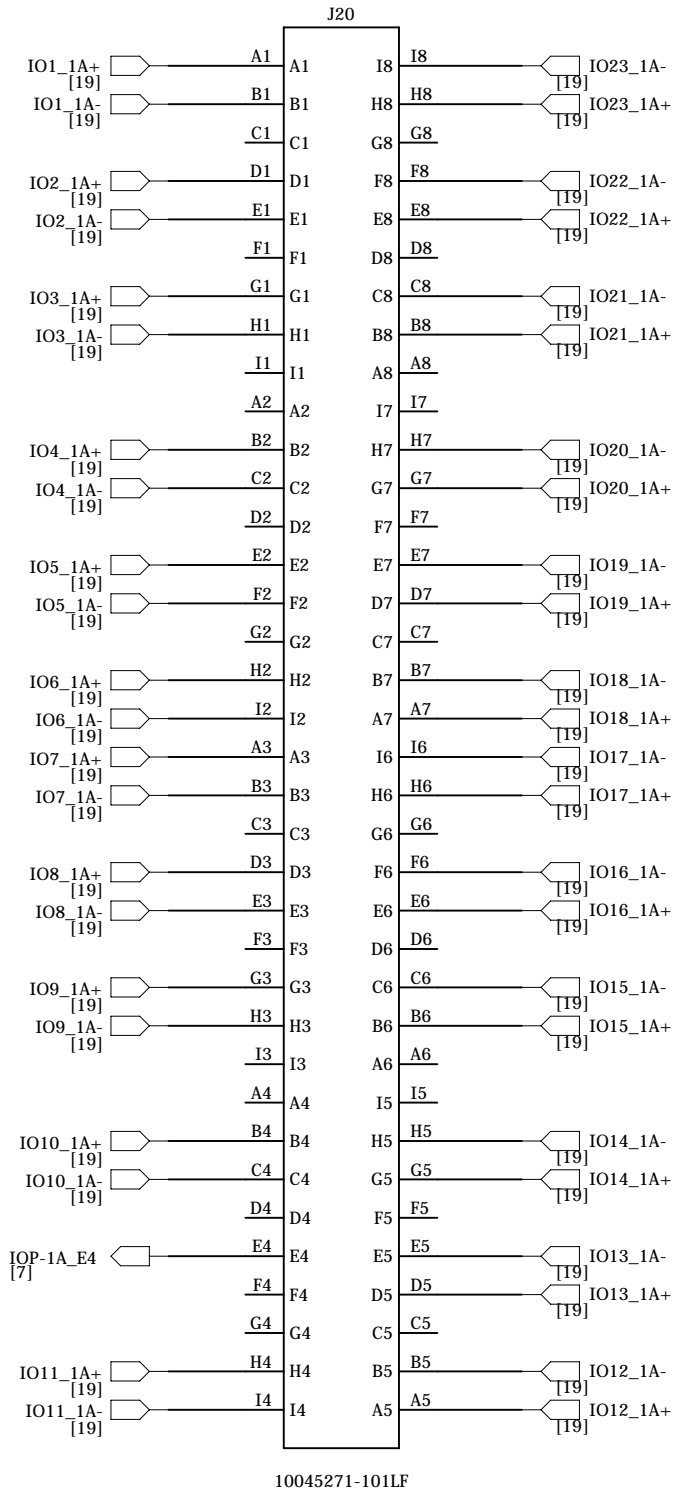 J20
IO1_1A+ A1 A1 I8 I8 IO23_1A-
[19] [19]
IO1_1A- B1 B1 H8 H8 IO23_1A+
[19] [19]
C1 C1 G8 G8
IO2_1A+ D1 D1 F8 F8 IO22_1A-
[19] [19]
IO2_1A- E1 E1 E8 E8 IO22_1A+
[19] [19]
F1 F1 D8 D8
IO3_1A+ G1 G1 C8 C8 IO21_1A-
[19] [19]
IO3_1A- H1 H1 B8 B8 IO21_1A+
[19] [19]
I1 I1 A8 A8
A2 A2 I7 I7
IO4_1A+ B2 B2 H7 H7 IO20_1A-
[19] [19]
IO4_1A- C2 C2 G7 G7 IO20_1A+
[19] [19]
D2 D2 F7 F7
IO5_1A+ E2 E2 E7 E7 IO19_1A-
[19] [19]
IO5_1A- F2 F2 D7 D7 IO19_1A+
[19] [19]
G2 G2 C7 C7
IO6_1A+ H2 H2 B7 B7 IO18_1A-
[19] [19]
IO6_1A- I2 I2 A7 A7 IO18_1A+
[19] [19]
IO7_1A+ A3 A3 I6 I6 IO17_1A-
[19] [19]
IO7_1A- B3 B3 H6 H6 IO17_1A+
[19] [19]
C3 C3 G6 G6
IO8_1A+ D3 D3 F6 F6 IO16_1A-
[19] [19]
IO8_1A- E3 E3 E6 E6 IO16_1A+
[19] [19]
F3 F3 D6 D6
IO9_1A+ G3 G3 C6 C6 IO15_1A-
[19] [19]
IO9_1A- H3 H3 B6 B6 IO15_1A+
[19] [19]
I3 I3 A6 A6
A4 A4 I5 I5
IO10_1A+ B4 B4 H5 H5 IO14_1A-
[19] [19]
IO10_1A- C4 C4 G5 G5 IO14_1A+
[19] [19]
D4 D4 F5 F5
IOP-1A_E4 E4 E4 E5 E5 IO13_1A-
[7] [19]
F4 F4 D5 D5 IO13_1A+
[19]
G4 G4 C5 C5
IO11_1A+ H4 H4 B5 B5 IO12_1A-
[19] [19]
IO11_1A- I4 I4 A5 A5 IO12_1A+
[19] [19]
10045271-101LF